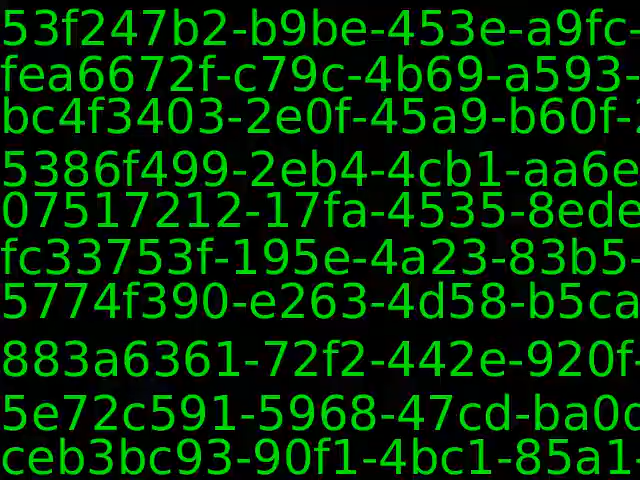 53f247b2-b9be-453e-a9fc-
fea6672f-c79c-4b69-a593-
bc4f3403-2e0f-45a9-b60f-2
5386f499-2eb4-4cb1-aa6e
07517212-17fa-4535-8ede
fc33753f-195e-4a23-83b5-
5774f390-e263-4d58-b5ca
883a6361-72f2-442e-920f-
5e72c591-5968-47cd-ba0d
ceb3bc93-90f1-4bc1-85a1-